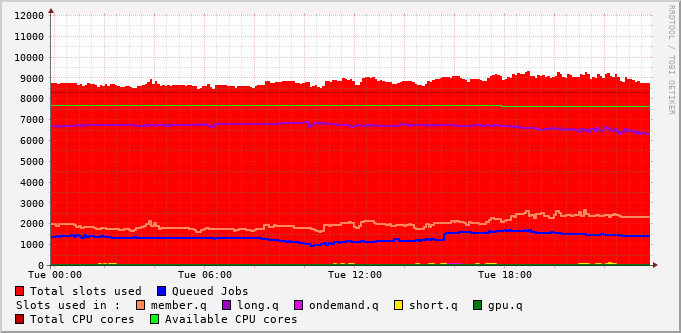 RRDTOOL / TOBI OETIKER
12000
11000
10000
9000
8000
7000
6000
5000
4000
3000
2000
1000
0
Tue 00:00 Tue 06:00 Tue 12:00 Tue 18:00
Total slots used Queued Jobs
Slots used in : member.q long.q ondemand.q short.q gpu.q
Total CPU cores Available CPU cores